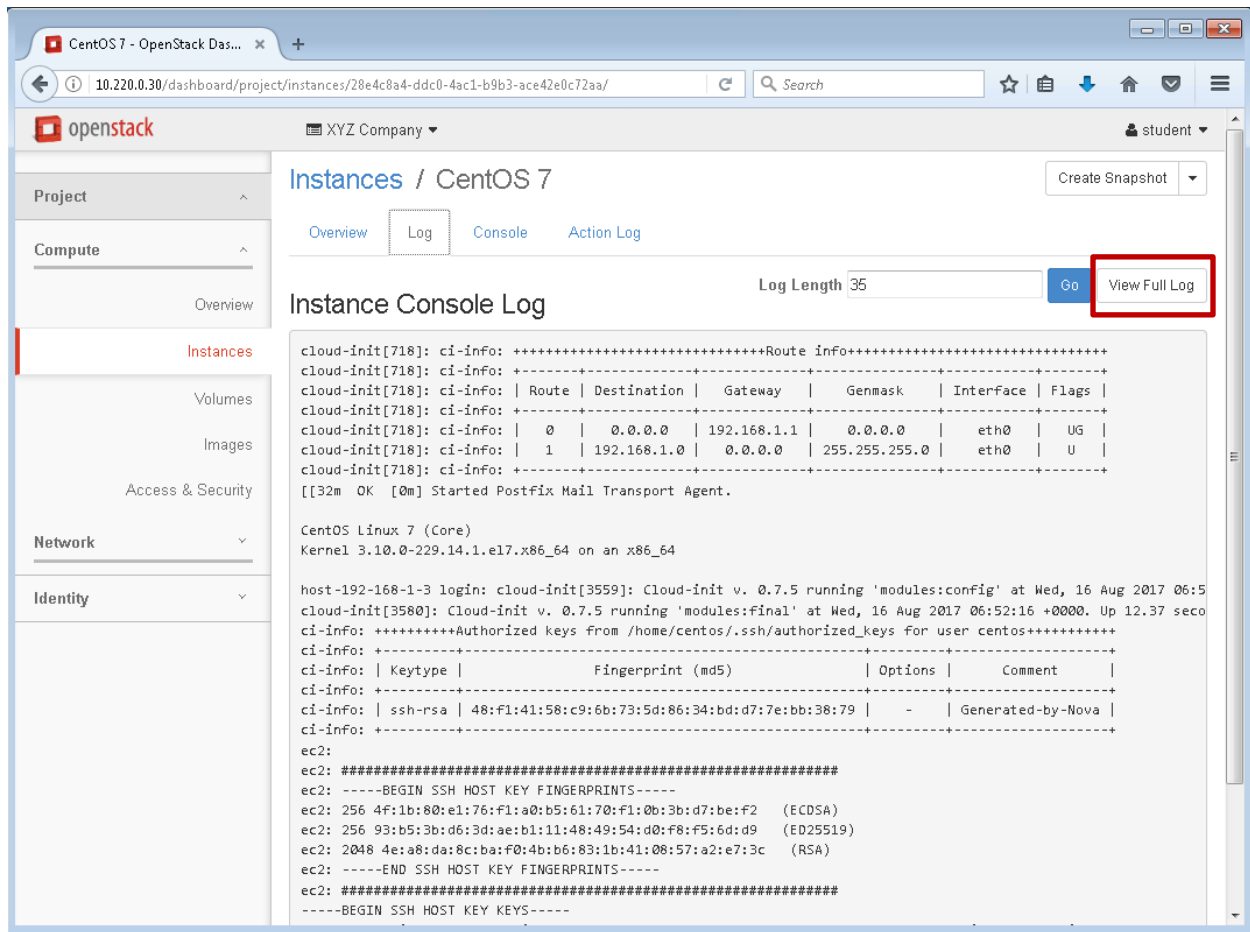 CentOS 7 - OpenStack Das...
10.220.0.30/dashboard/project/instances/28e4c8a4-ddc0-4ac1-b9b3-ace42e0c72aa/
Search
openstack
XYZ Company
student
Project
Compute
Overview
Instances
Volumes
Images
Access & Security
Network
Identity
Instances / CentOS 7
Create Snapshot
Overview Log Console Action Log
Log Length 35 Go View Full Log
Instance Console Log
cloud-init[718]: ci-info: +++++++++++++++++++++++++++++++Route info++++++++++++++++++++++++++++++++
cloud-init[718]: ci-info: +-------+-------------+-------------+---------------+-----------+-------+
cloud-init[718]: ci-info: | Route | Destination |   Gateway   |    Genmask    | Interface | Flags |
cloud-init[718]: ci-info: +-------+-------------+-------------+---------------+-----------+-------+
cloud-init[718]: ci-info: |   0   |   0.0.0.0   | 192.168.1.1 |    0.0.0.0    |    eth0   |   UG  |
cloud-init[718]: ci-info: |   1   | 192.168.1.0 |   0.0.0.0   | 255.255.255.0 |    eth0   |   U   |
cloud-init[718]: ci-info: +-------+-------------+-------------+---------------+-----------+-------+
[[32m  OK  [0m] Started Postfix Mail Transport Agent.
CentOS Linux 7 (Core)
Kernel 3.10.0-229.14.1.el7.x86_64 on an x86_64
host-192-168-1-3 login: cloud-init[3559]: Cloud-init v. 0.7.5 running 'modules:config' at Wed, 16 Aug 2017 06:5
cloud-init[3580]: Cloud-init v. 0.7.5 running 'modules:final' at Wed, 16 Aug 2017 06:52:16 +0000. Up 12.37 seco
ci-info: ++++++++++Authorized keys from /home/centos/.ssh/authorized_keys for user centos+++++++++++
ci-info: +---------+-------------------------------------------------+---------+-------------------+
ci-info: | Keytype |                Fingerprint (md5)                | Options |      Comment      |
ci-info: +---------+-------------------------------------------------+---------+-------------------+
ci-info: | ssh-rsa | 48:f1:41:58:c9:6b:73:5d:86:34:bd:d7:7e:bb:38:79 |    -    | Generated-by-Nova |
ci-info: +---------+-------------------------------------------------+---------+-------------------+
ec2:
ec2: #############################################################
ec2: -----BEGIN SSH HOST KEY FINGERPRINTS-----
ec2: 256 4f:1b:80:e1:76:f1:a0:b5:61:70:f1:0b:3b:d7:be:f2   (ECDSA)
ec2: 256 93:b5:3b:d6:3d:ae:b1:11:48:49:54:d0:f8:f5:6d:d9   (ED25519)
ec2: 2048 4e:a8:da:8c:ba:f0:4b:b6:83:1b:41:08:57:a2:e7:3c   (RSA)
ec2: -----END SSH HOST KEY FINGERPRINTS-----
ec2: #############################################################
-----BEGIN SSH HOST KEY KEYS-----